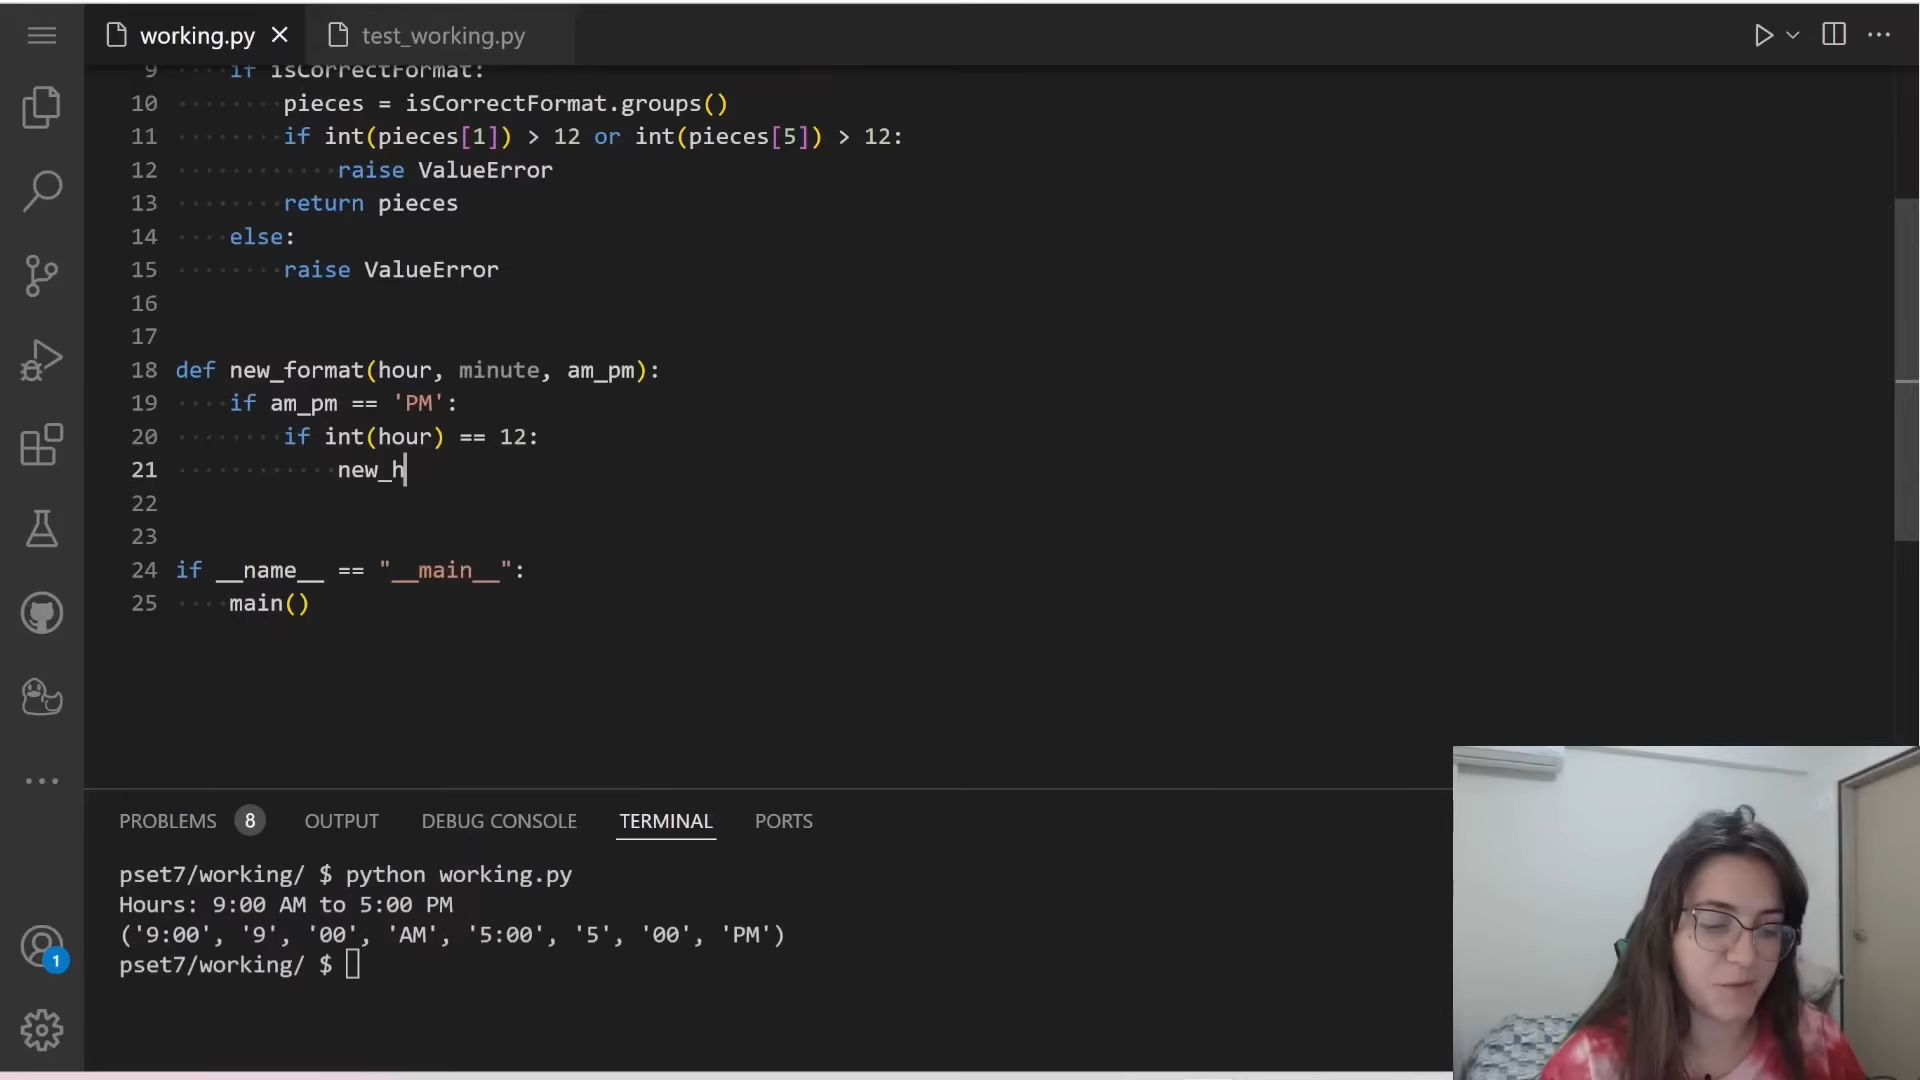 working.py
test_working.py
9 if isCorrectFormat:
10 pieces = isCorrectFormat.groups()
11 if int(pieces[1]) > 12 or int(pieces[5]) > 12:
12 raise ValueError
13 return pieces
14 else:
15 raise ValueError
16
17
18 def new_format(hour, minute, am_pm):
19 if am_pm == 'PM':
20 if int(hour) == 12:
21 new_h
22
23
24 if __name__ == "__main__":
25 main()
PROBLEMS 8 OUTPUT DEBUG CONSOLE TERMINAL PORTS
pset7/working/ $ python working.py
Hours: 9:00 AM to 5:00 PM
('9:00', '9', '00', 'AM', '5:00', '5', '00', 'PM')
pset7/working/ $
1